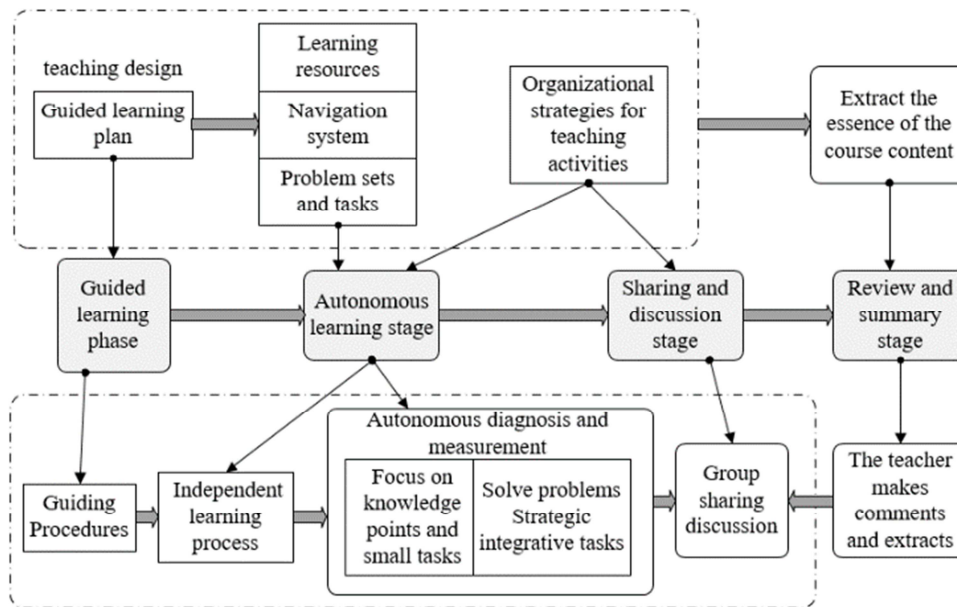 teaching design
Guided learning
plan
Learning
resources
Navigation
system
Problem sets
and tasks
Organizational
strategies for
teaching
activities
Extract the
essence of the
course content
Guided
learning
phase
Autonomous
learning stage
Sharing and
discussion
stage
Review and
summary
stage
Guiding
Procedures
Independent
learning
process
Autonomous diagnosis and
measurement
Focus on
knowledge
points and
small tasks
Solve problems
Strategic
integrative tasks
Group
sharing
discussion
The teacher
makes
comments
and extracts